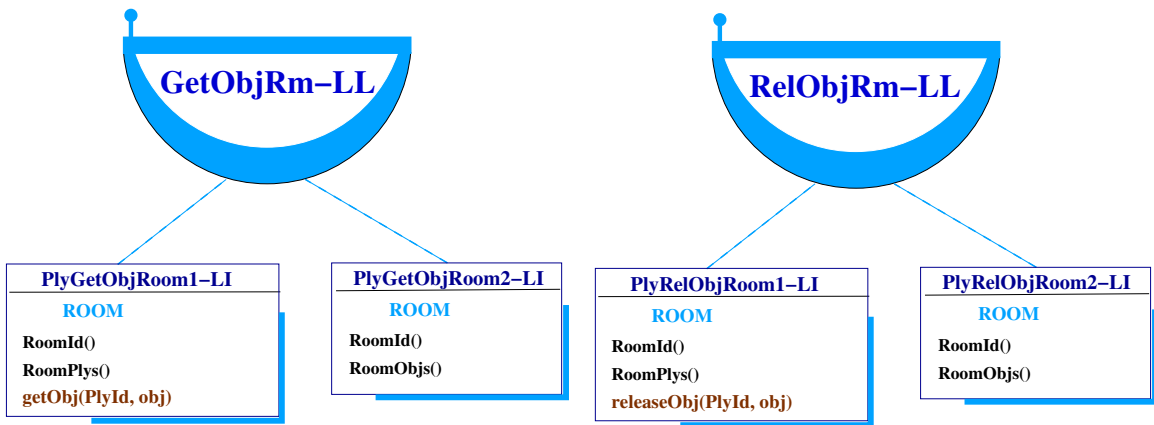 GetObjRm−LL
PlyGetObjRoom1−LI
ROOM
RoomId()
RoomPlys()
getObj(PlyId, obj)
PlyGetObjRoom2−LI
ROOM
RoomId()
RoomObjs()
RelObjRm−LL
PlyRelObjRoom1−LI
ROOM
RoomId()
RoomPlys()
releaseObj(PlyId, obj)
PlyRelObjRoom2−LI
ROOM
RoomId()
RoomObjs()